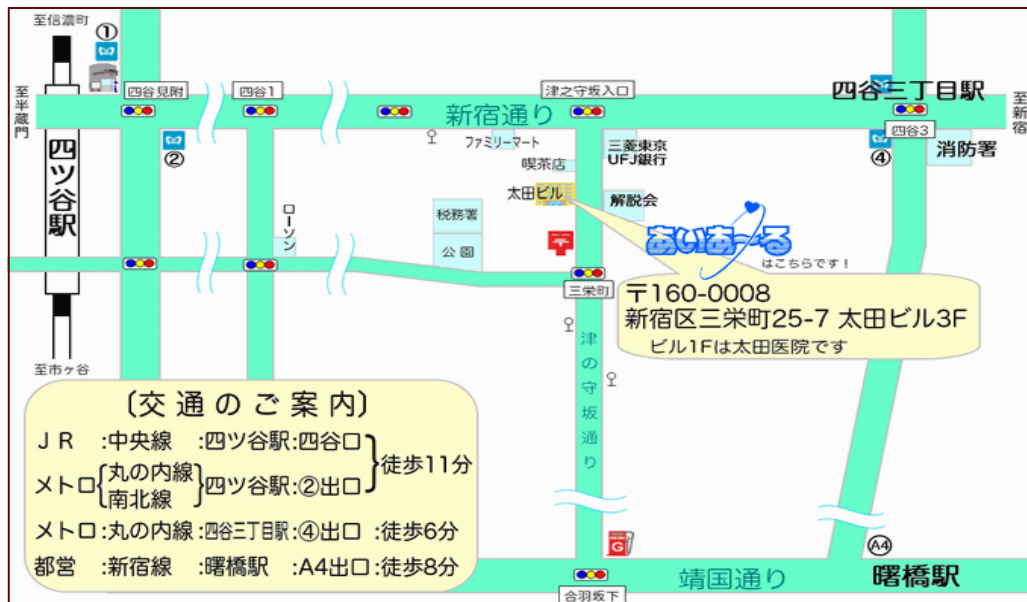 至信濃町
①
四谷見附
四谷1
津之守坂入口
四谷三丁目駅
至半蔵門
新宿通り
至新宿
四谷3
②
ファミリーマート
三菱東京
UFJ銀行
④
消防署
喫茶店
四ツ谷駅
太田ビル
解説会
ローソン
税務署
公園
あいあ〜る
はこちらです!
三栄町
〒160-0008
新宿区三栄町25-7 太田ビル3F
ビル1Fは太田医院です
至市ヶ谷
津の守坂通り
〔交通のご案内〕
JR :中央線 :四ツ谷駅:四谷口
メトロ{丸の内線 南北線}四ツ谷駅:②出口
}徒歩11分
メトロ:丸の内線:四谷三丁目駅:④出口 :徒歩6分
都営 :新宿線 :曙橋駅 :A4出口:徒歩8分
G
A4
靖国通り
曙橋駅
合羽坂下